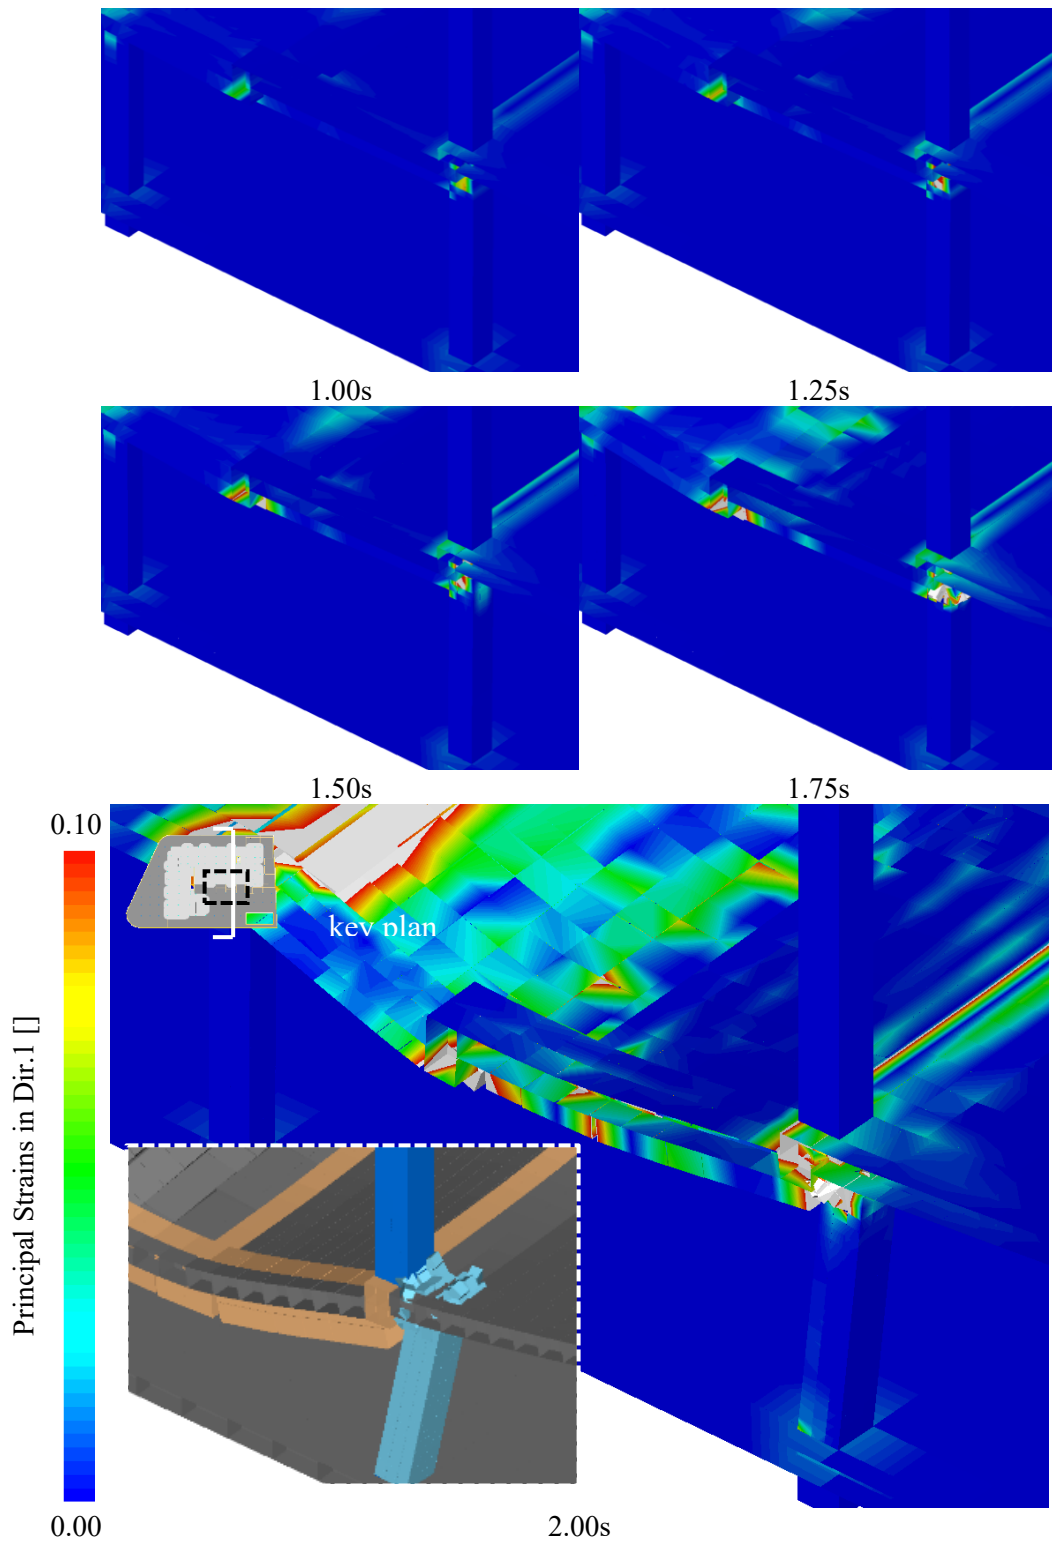 1.00s
1.25s
1.50s
1.75s
0.10
key plan
Principal Strains in Dir.1 []
0.00
2.00s